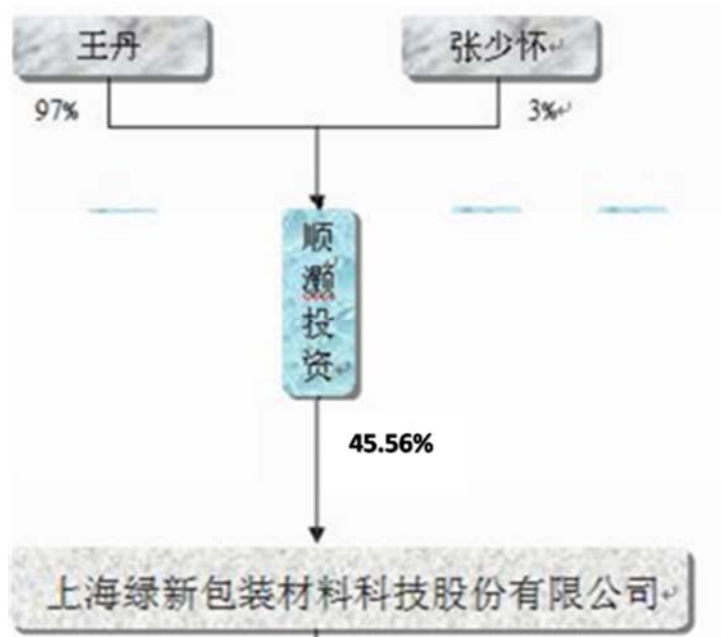 王丹
张少怀
97%
3%
顺
灏
投
资
45.56%
上海绿新包装材料科技股份有限公司